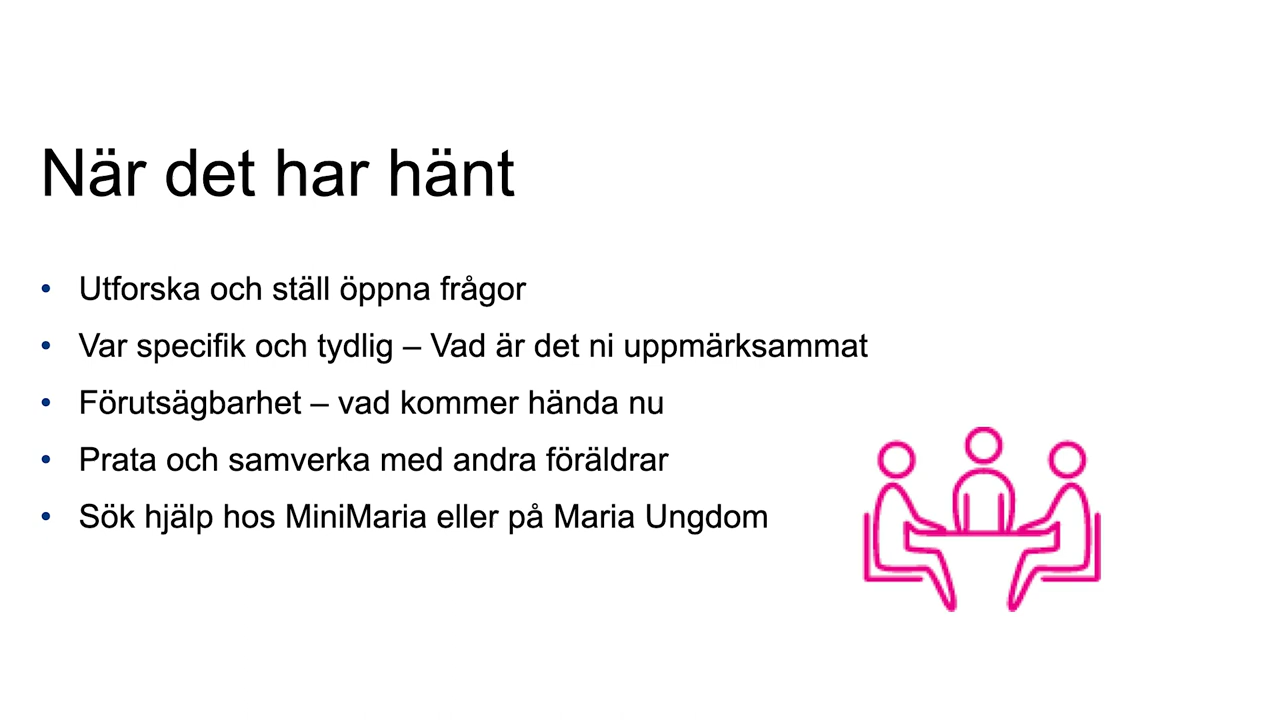 När det har hänt
• Utforska och ställ öppna frågor
• Var specifik och tydlig – Vad är det ni uppmärksammat
• Förutsägbarhet – vad kommer hända nu
• Prata och samverka med andra föräldrar
• Sök hjälp hos MiniMaria eller på Maria Ungdom